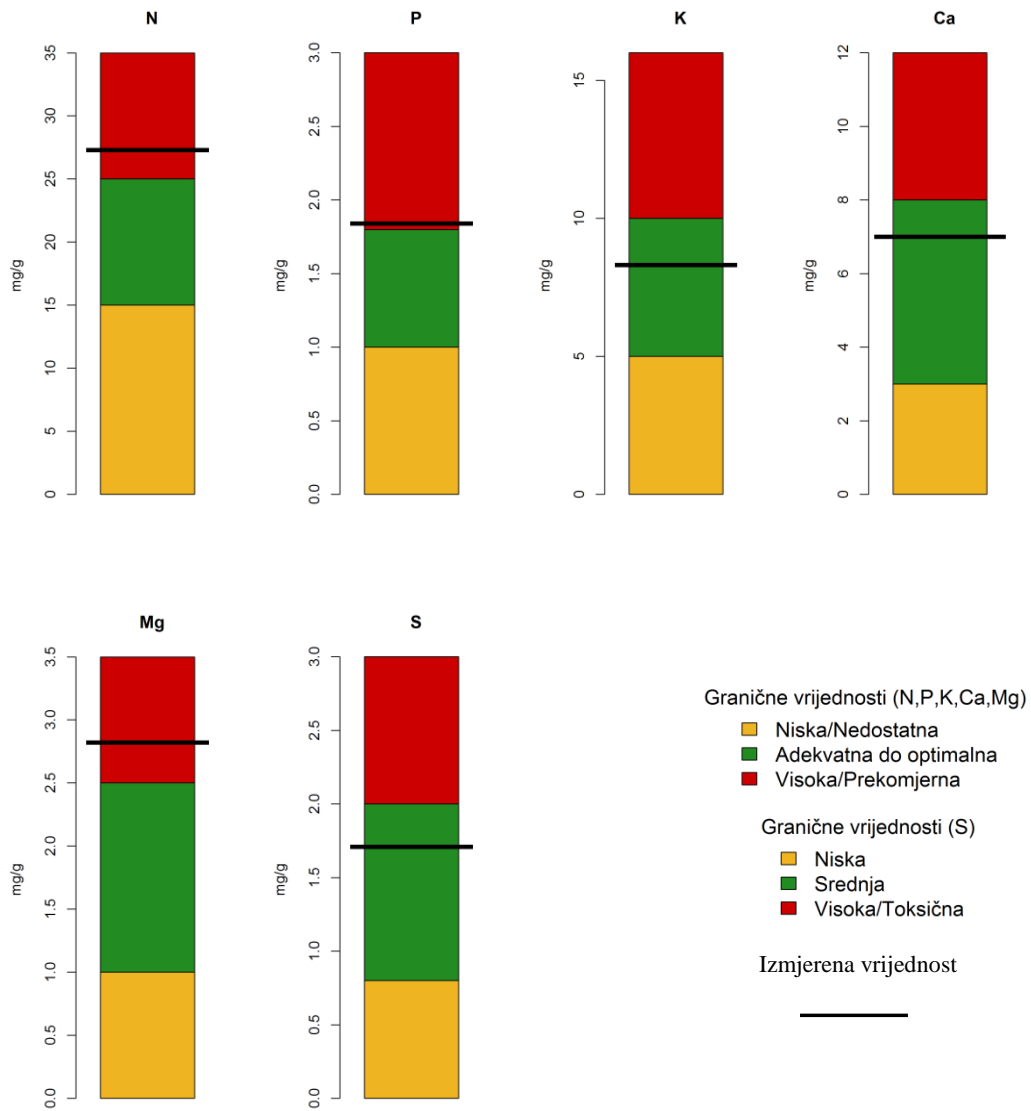 N
35
30
25
20
15
10
5
0
mg/g
P
3.0
2.5
2.0
1.5
1.0
0.5
0.0
mg/g
K
15
10
5
0
mg/g
Ca
12
10
8
6
4
2
0
mg/g
Mg
3.5
3.0
2.5
2.0
1.5
1.0
0.5
0.0
mg/g
S
3.0
2.5
2.0
1.5
1.0
0.5
0.0
mg/g
Granične vrijednosti (N,P,K,Ca,Mg)
Niska/Nedostatna
Adekvatna do optimalna
Visoka/Prekomjerna
Granične vrijednosti (S)
Niska
Srednja
Visoka/Toksična
Izmjerena vrijednost